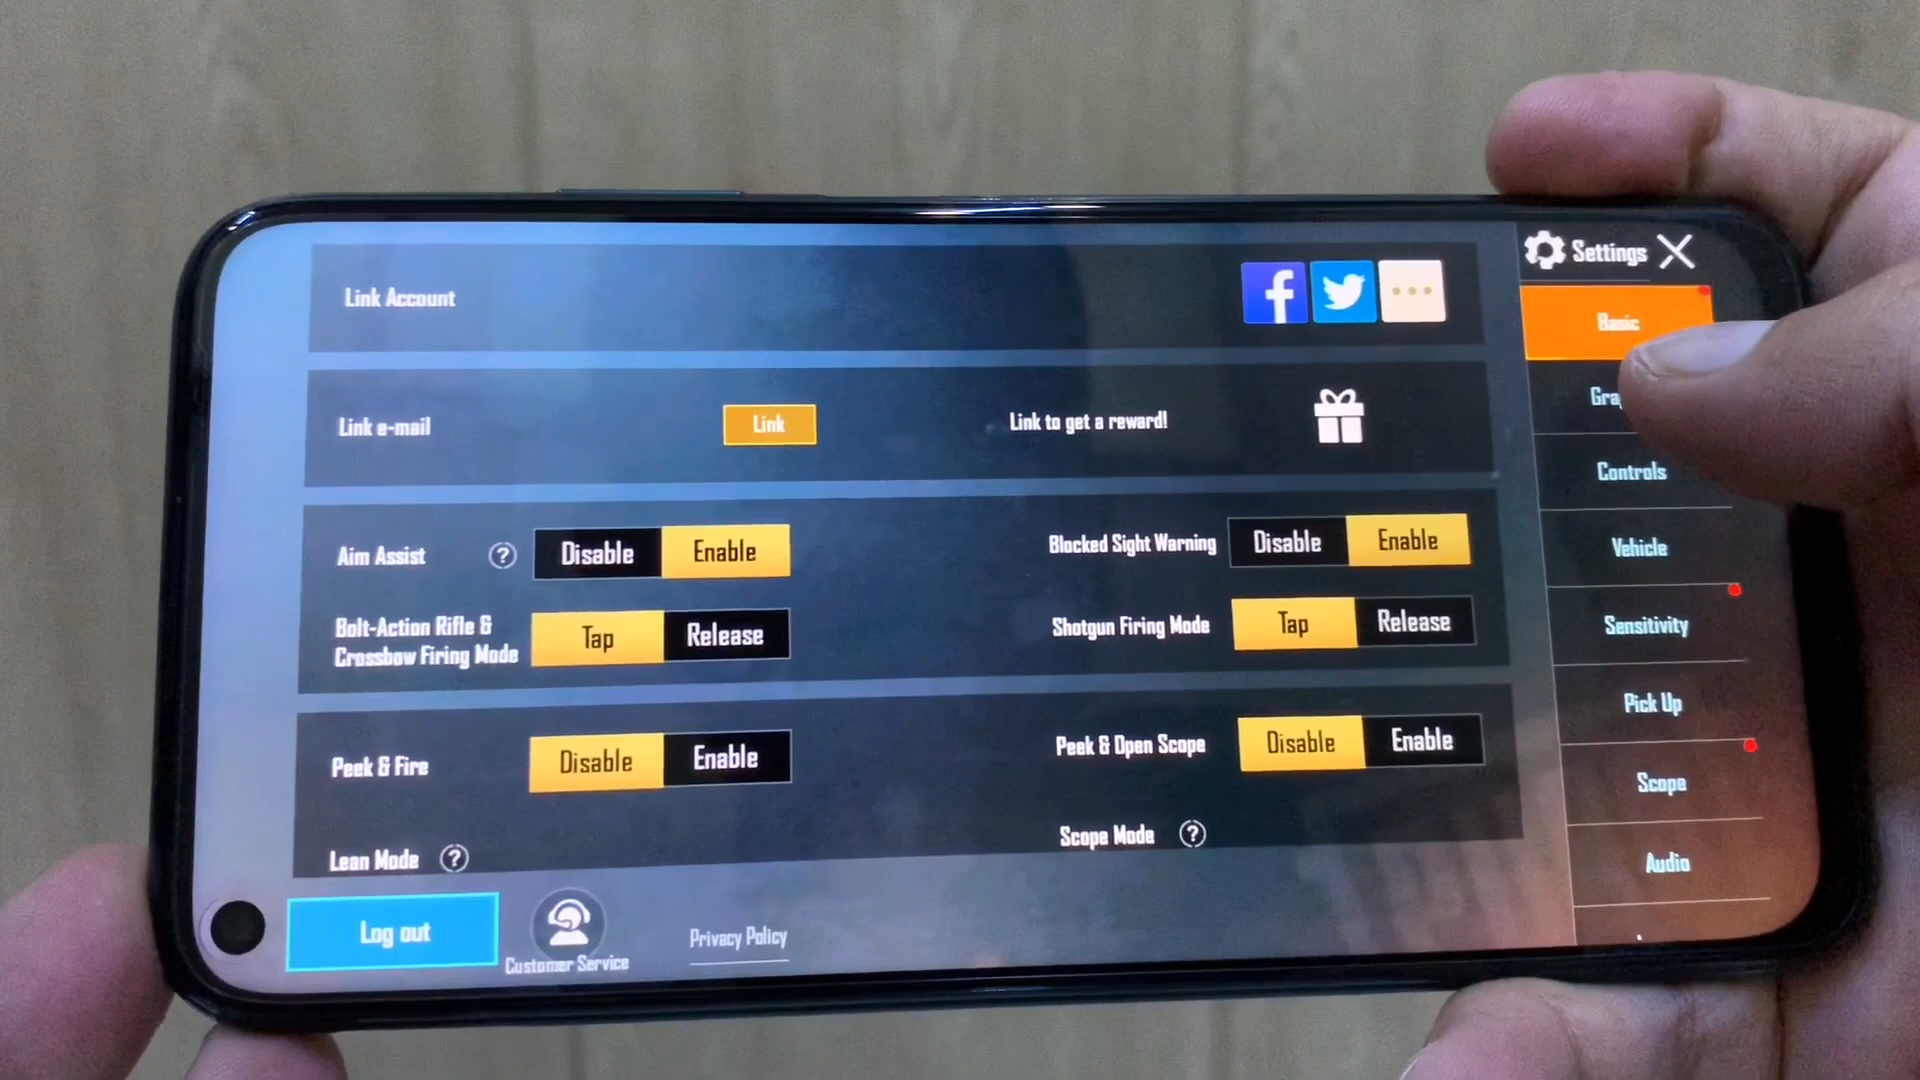 Settings
Link Account
Basic
Link e-mail
Link
Link to get a reward!
Controls
Aim Assist ? Disable Enable
Blocked Sight Warning Disable Enable
Vehicle
Bolt-Action Rifle &
Crossbow Firing Mode
Tap Release
Shotgun Firing Mode Tap Release
Sensitivity
Pick Up
Peek & Fire Disable Enable
Peek & Open Scope Disable Enable
Scope
Lean Mode ?
Scope Mode ?
Audio
Log out
Customer Service
Privacy Policy